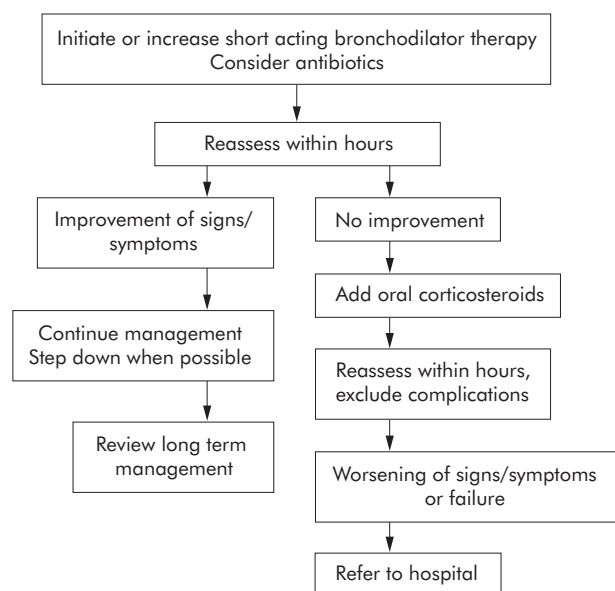 Initiate or increase short acting bronchodilator therapy
Consider antibiotics
Reassess within hours
Improvement of signs/
symptoms
Continue management
Step down when possible
Review long term
management
No improvement
Add oral corticosteroids
Reassess within hours,
exclude complications
Worsening of signs/symptoms
or failure
Refer to hospital